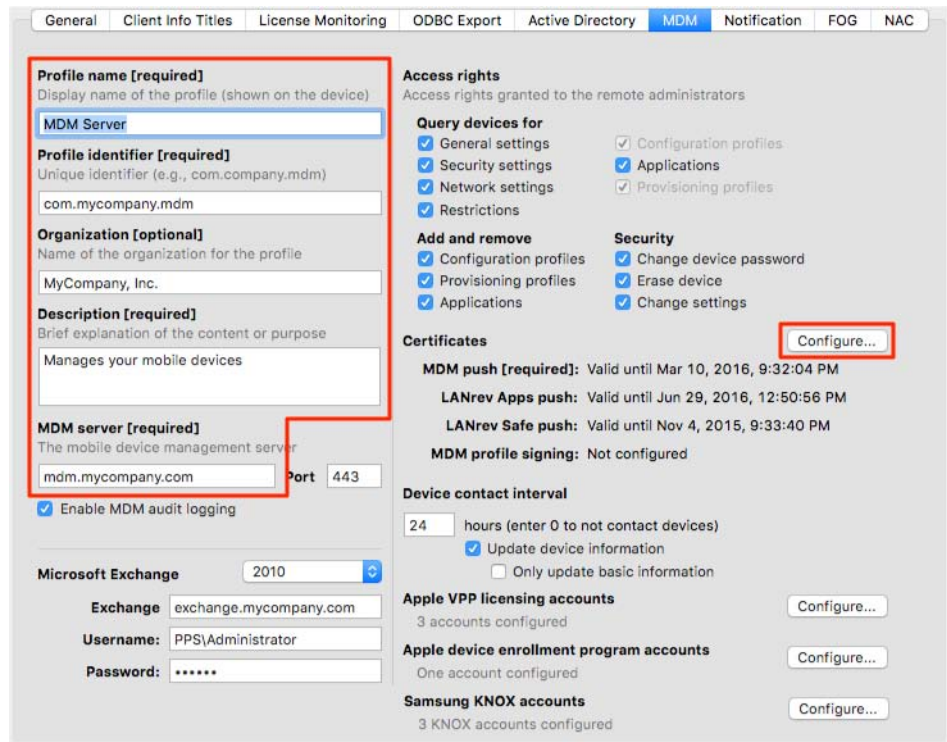 General Client Info Titles License Monitoring ODBC Export Active Directory MDM Notification FOG NAC
Profile name [required]
Display name of the profile (shown on the device)
MDM Server
Profile identifier [required]
Unique identifier (e.g., com.company.mdm)
com.mycompany.mdm
Organization [optional]
Name of the organization for the profile
MyCompany, Inc.
Description [required]
Brief explanation of the content or purpose
Manages your mobile devices
MDM server [required]
The mobile device management server
mdm.mycompany.com Port 443
Enable MDM audit logging
Microsoft Exchange 2010
Exchange exchange.mycompany.com
Username: PPS\Administrator
Password: ••••••
Access rights
Access rights granted to the remote administrators
Query devices for
General settings Configuration profiles
Security settings Applications
Network settings Provisioning profiles
Restrictions
Add and remove Security
Configuration profiles Change device password
Provisioning profiles Erase device
Applications Change settings
Certificates Configure...
MDM push [required]: Valid until Mar 10, 2016, 9:32:04 PM
LANrev Apps push: Valid until Jun 29, 2016, 12:50:56 PM
LANrev Safe push: Valid until Nov 4, 2015, 9:33:40 PM
MDM profile signing: Not configured
Device contact interval
24 hours (enter 0 to not contact devices)
Update device information
Only update basic information
Apple VPP licensing accounts Configure...
3 accounts configured
Apple device enrollment program accounts Configure...
One account configured
Samsung KNOX accounts Configure...
3 KNOX accounts configured